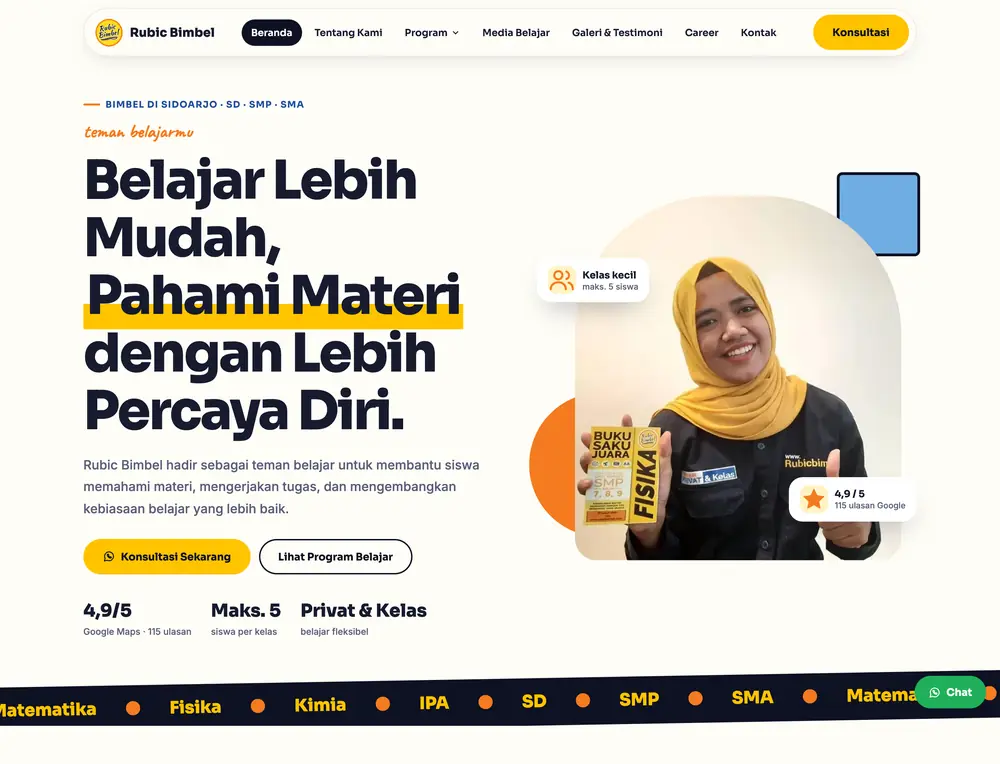 Rubic Bimbel
Rubic Bimbel
Beranda
Tentang Kami
Program
Media Belajar
Galeri & Testimoni
Career
Kontak
Konsultasi
BIMBEL DI SIDOARJO · SD · SMP · SMA
teman belajarmu
Belajar Lebih
Mudah,
Pahami Materi
dengan Lebih
Percaya Diri.
Rubic Bimbel hadir sebagai teman belajar untuk membantu siswa
memahami materi, mengerjakan tugas, dan mengembangkan
kebiasaan belajar yang lebih baik.
Konsultasi Sekarang
Lihat Program Belajar
4,9/5
Google Maps · 115 ulasan
Maks. 5
siswa per kelas
Privat & Kelas
belajar fleksibel
Kelas kecil
maks. 5 siswa
BUKU
SAKU
JUARA
SMP
7, 8, 9
FISIKA
& Kelas
www.
Rubicbim
4,9 / 5
115 ulasan Google
Matematika
Fisika
Kimia
IPA
SD
SMP
SMA
Matema
Chat